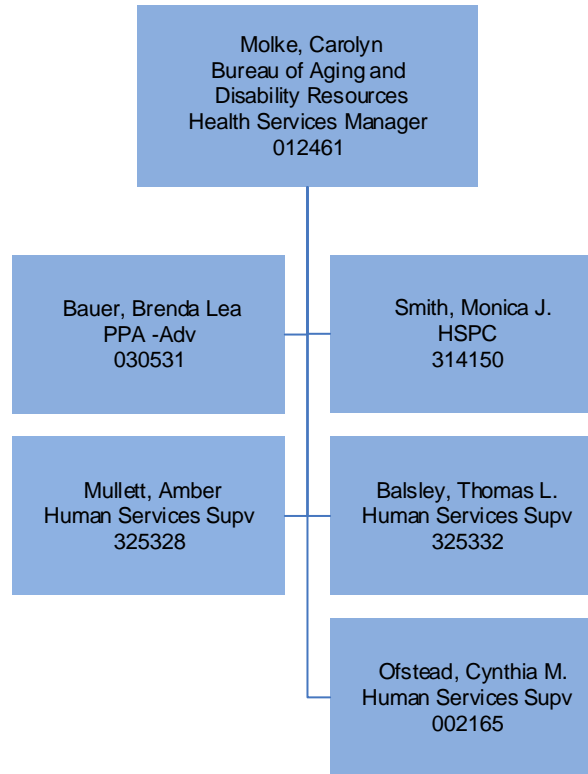 Molke, Carolyn
Bureau of Aging and
Disability Resources
Health Services Manager
012461
Bauer, Brenda Lea
PPA -Adv
030531
Smith, Monica J.
HSPC
314150
Mullett, Amber
Human Services Supv
325328
Balsley, Thomas L.
Human Services Supv
325332
Ofstead, Cynthia M.
Human Services Supv
002165